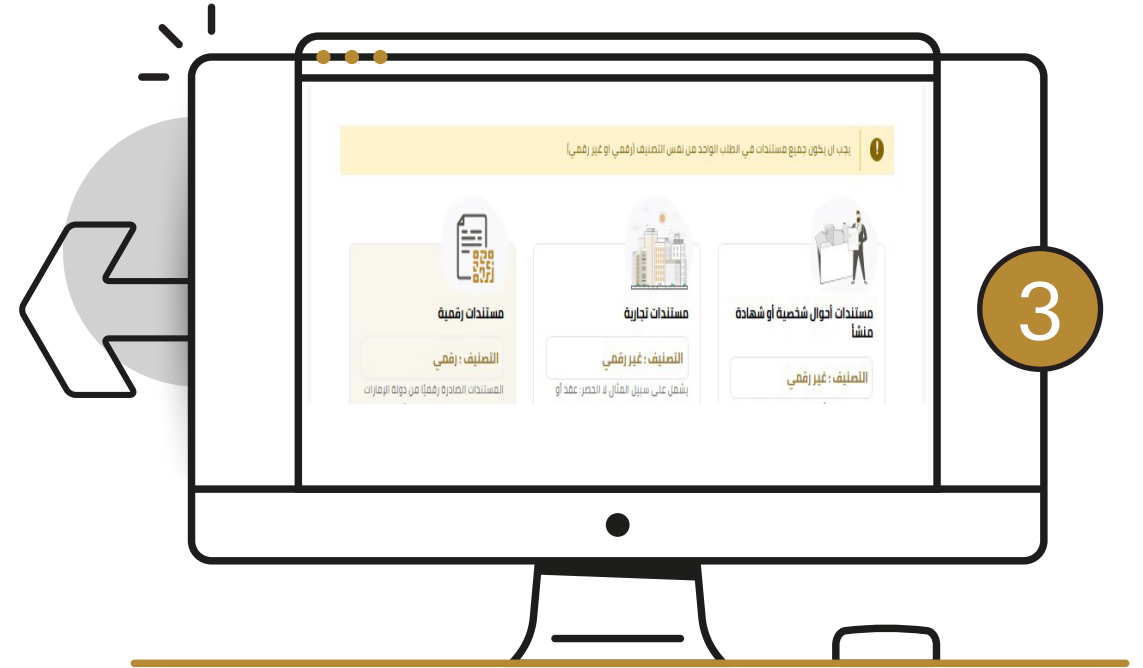 يجب ان يكون جميع مستندات في الطلب الواحد من نفس التصنيف (رقمي او غير رقمي)
3
مستندات أحوال شخصية أو شهادة
منشأ
التصنيف : غير رقمي
مستندات تجارية
التصنيف : غير رقمي
يشمل على سبيل المثال لا الحصر: عقد أو
مستندات رقمية
التصنيف : رقمي
المستندات الصادرة رقميًا من دولة الإمارات